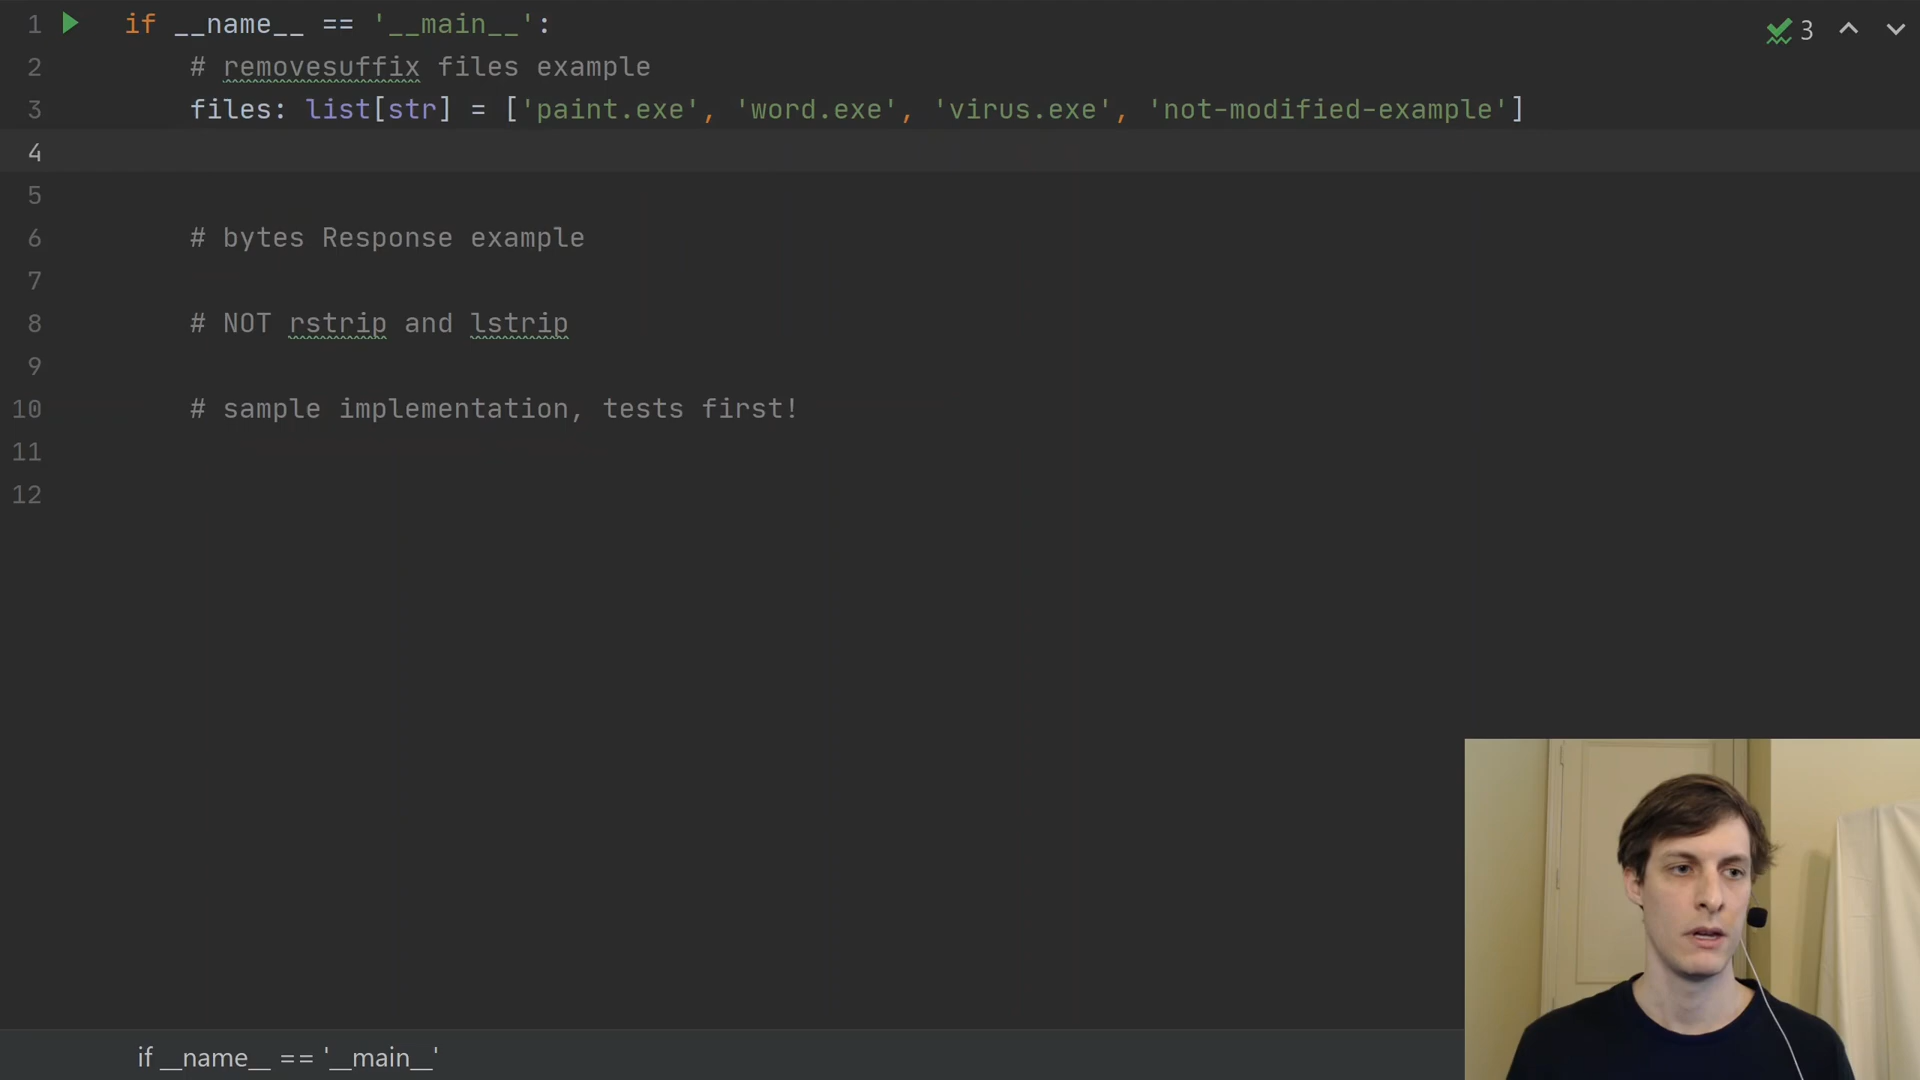 1 if __name__ == '__main__':
3
2 # removesuffix files example
3 files: list[str] = ['paint.exe', 'word.exe', 'virus.exe', 'not-modified-example']
4
5
6 # bytes Response example
7
8 # NOT rstrip and lstrip
9
10 # sample implementation, tests first!
11
12
if __name__ == '__main__'